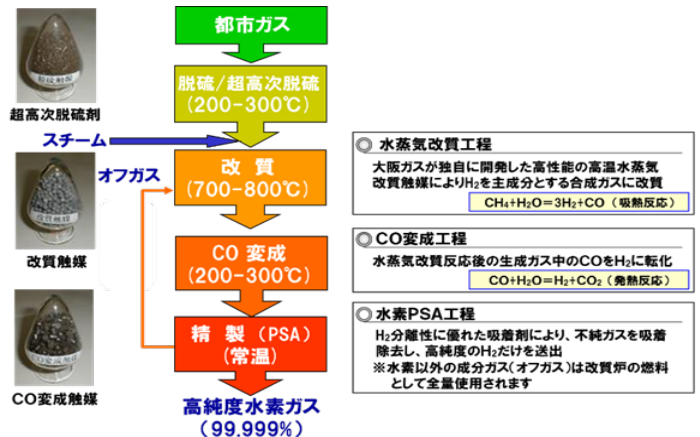 都市ガス
脱硫/超高次脱硫
(200-300℃)
超高次脱硫剤
スチーム
オフガス
改 質
(700-800℃)
改質触媒
改質触媒
CO 変成
(200-300℃)
CO変成触媒
精 製 (PSA)
(常温)
CO変成触媒
高純度水素ガス
(99.999%)
◎ 水蒸気改質工程
大阪ガスが独自に開発した高性能の高温水蒸気
改質触媒によりH₂を主成分とする合成ガスに改質
CH₄+H₂O=3H₂+CO (吸熱反応)
◎ CO変成工程
水蒸気改質反応後の生成ガス中のCOをH₂に転化
CO+H₂O=H₂+CO₂ (発熱反応)
◎ 水素PSA工程
H₂分離性に優れた吸着剤により、不純ガスを吸着
除去し、高純度のH₂だけを送出
※水素以外の成分ガス(オフガス)は改質炉の燃料
として全量使用されます